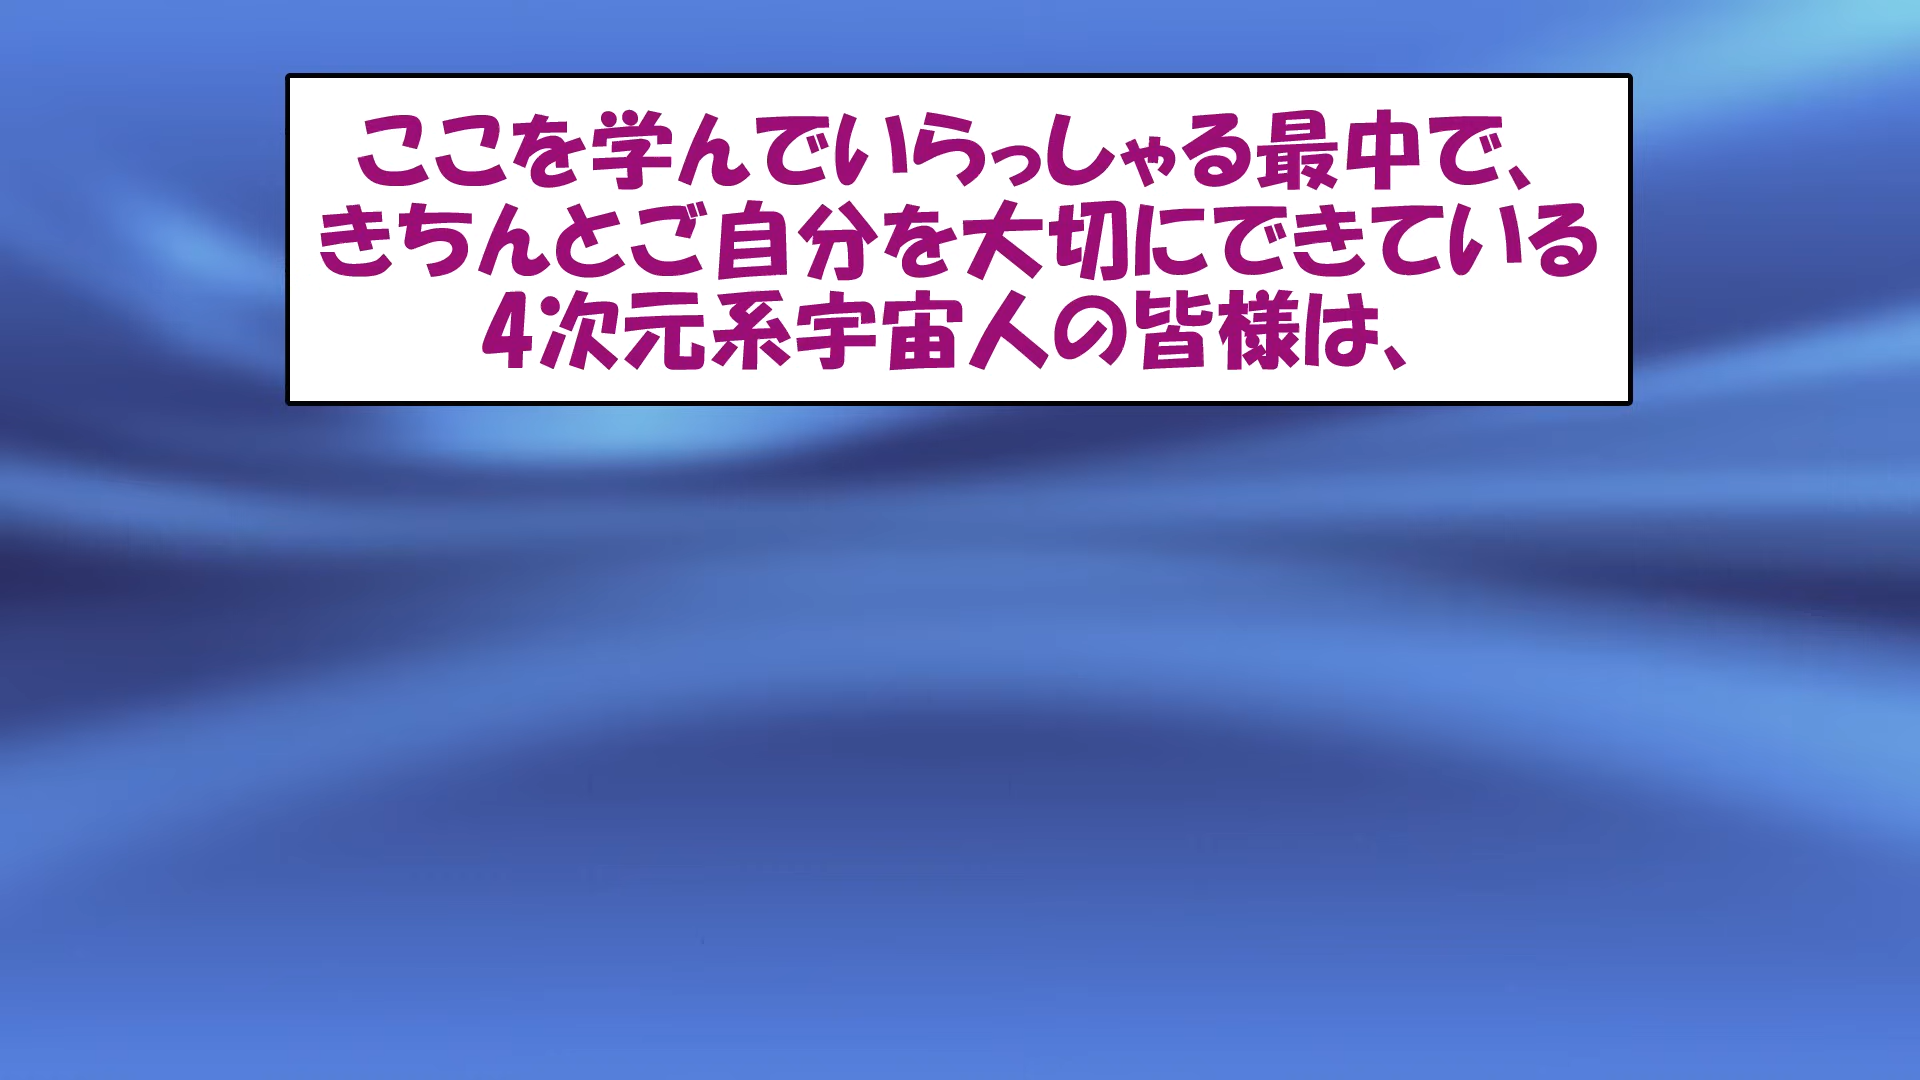 ここを学んでいらっしゃる最中で、
きちんとご自分を大切にできている
4次元系宇宙人の皆様は、